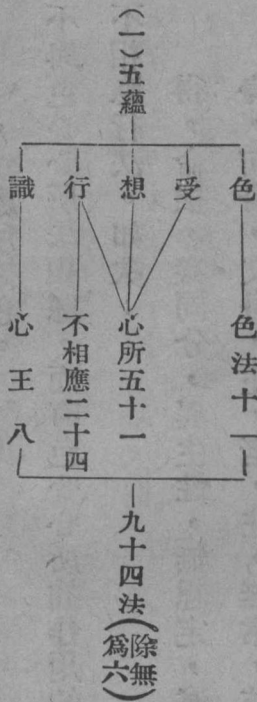 (一)五蘊
色
受
想
行
識
色法十一
心所五十一
不相應二十四
心王八
九十四法(除無爲六)